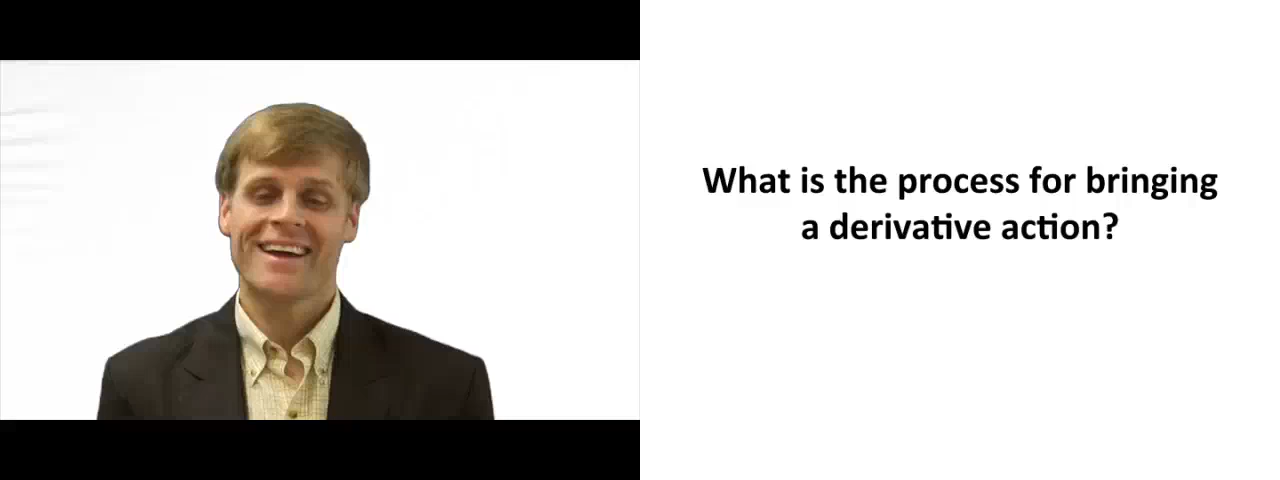 What is the process for bringing
a derivative action?